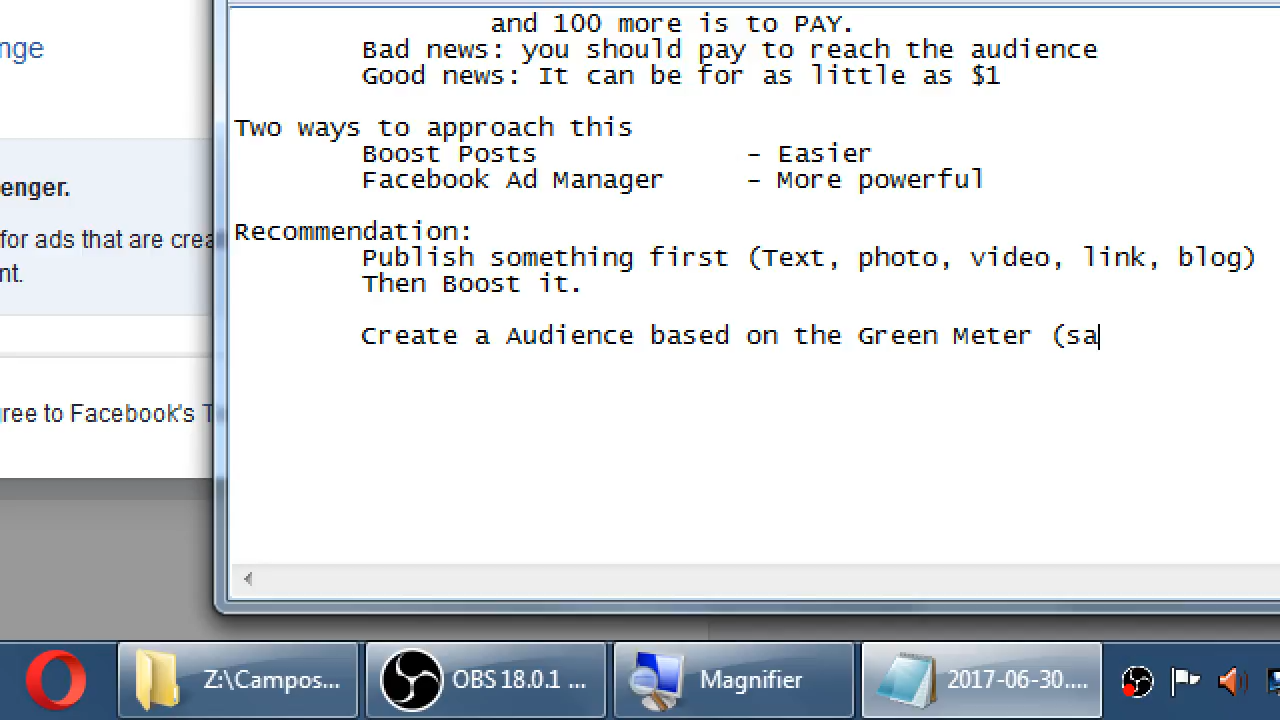 and 100 more is to PAY.
nge
Bad news: you should pay to reach the audience
Good news: It can be for as little as $1
Two ways to approach this
Boost Posts - Easier
enger.
Facebook Ad Manager - More powerful
for ads that are crea
Recommendation:
Publish something first (Text, photo, video, link, blog)
nt.
Then Boost it.
Create a Audience based on the Green Meter (sa
ree to Facebook's T
Z:\Campos... OBS 18.0.1 ... Magnifier 2017-06-30....